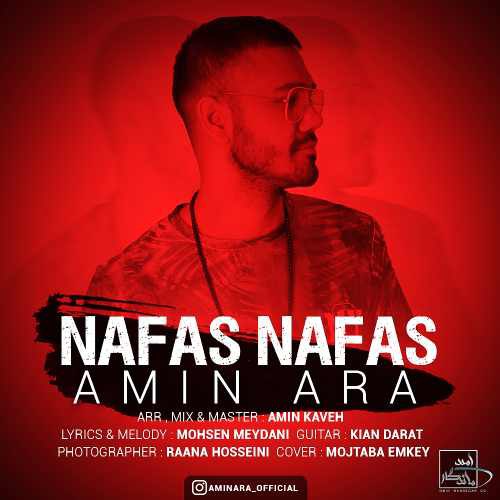 NAFAS NAFAS
AMIN ARA
ARR , MIX & MASTER : AMIN KAVEH
LYRICS & MELODY : MOHSEN MEYDANI GUITAR : KIAN DARAT
PHOTOGRAPHER : RAANA HOSSEINI COVER : MOJTABA EMKEY
AMINARA_OFFICIAL